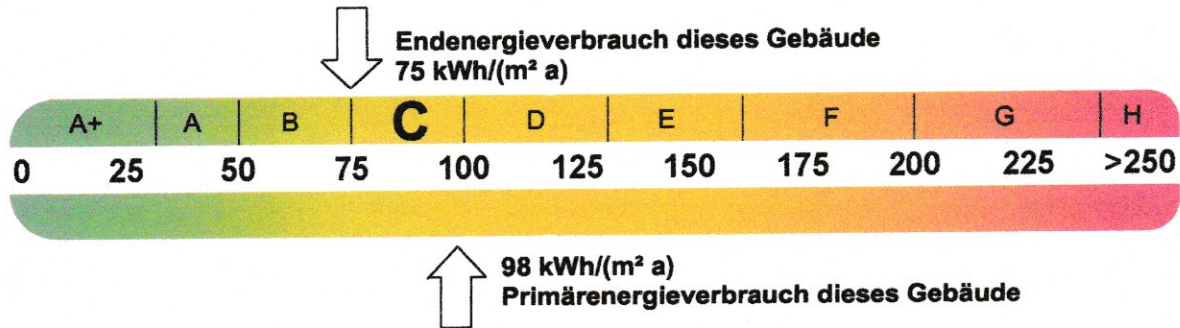 Endenergieverbrauch dieses Gebäude
75 kWh/(m² a)
A+ A B C D E F G H
0 25 50 75 100 125 150 175 200 225 >250
98 kWh/(m² a)
Primärenergieverbrauch dieses Gebäude